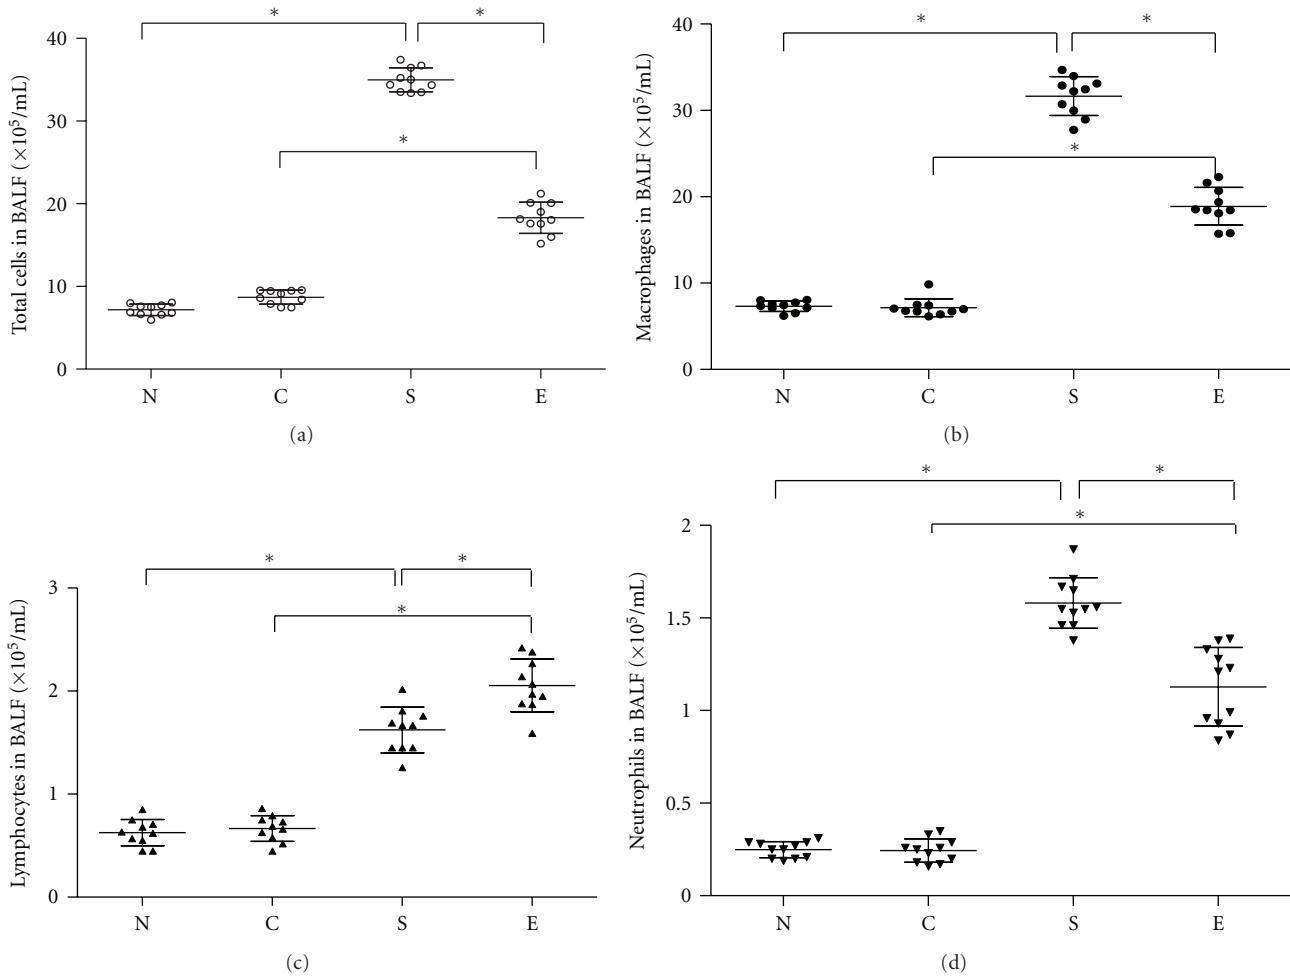 * *
40
30
20
10
0
*
Total cells in BALF (×10⁵/mL)
N C S E
(a)
* *
40
30
20
10
0
*
Macrophages in BALF (×10⁵/mL)
N C S E
(b)
* *
3
2
1
0
*
Lymphocytes in BALF (×10⁵/mL)
N C S E
(c)
* *
*
2
1.5
1
0.5
0
Neutrophils in BALF (×10⁵/mL)
N C S E
(d)